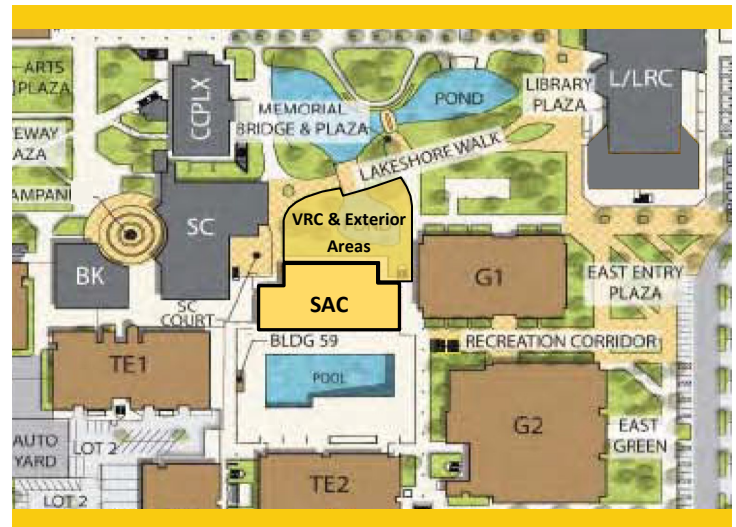 ARTS
PLAZA
CCPLX
MEMORIAL
BRIDGE & PLAZA
POND
LIBRARY
PLAZA
L/LRC
EWAY
AZA
LAKESHORE WALK
AMPANI
SC
VRC & Exterior
Areas
POND
BK
SC
COURT
SAC
G1
EAST ENTRY
PLAZA
BLDG 59
RECREATION CORRIDOR
TE1
POOL
AUTO
YARD
LOT 2
LOT 2
G2
EAST
GREEN
TE2